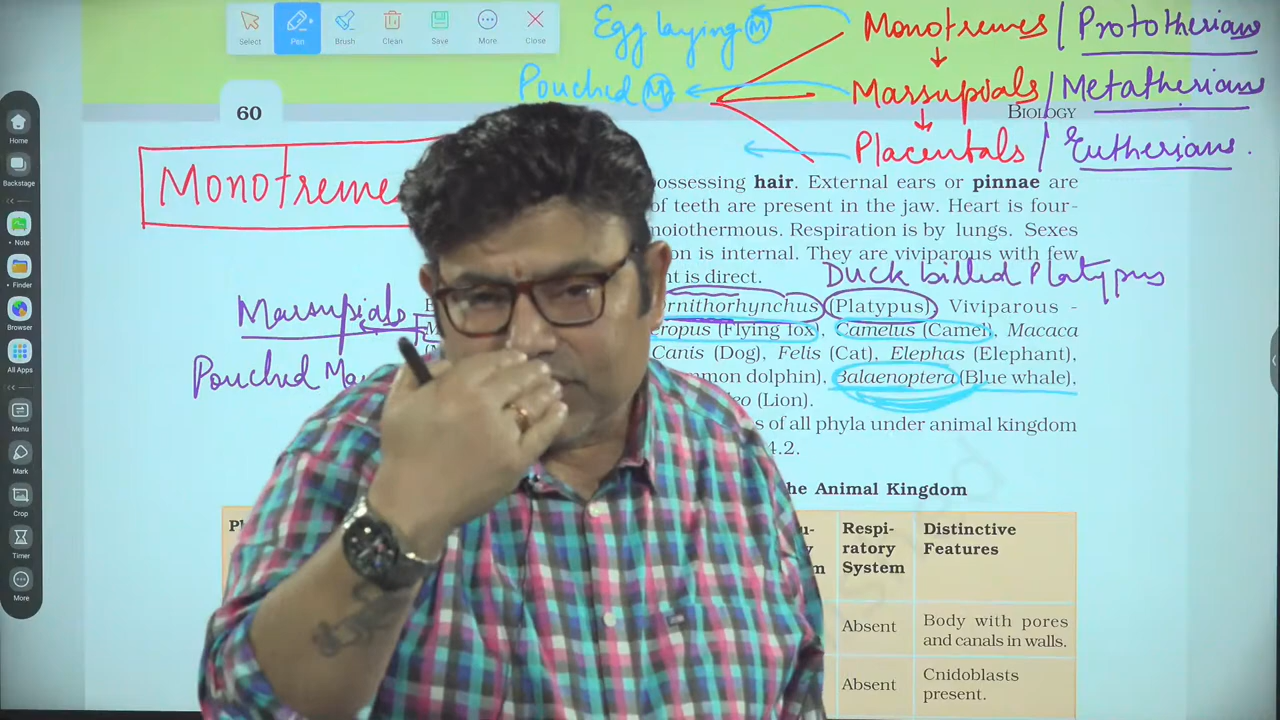 Select Pen Brush Clean Save More Close
Egg laying M
Monotremes / Prototherians
Pouched M
Marsupials / Metatherians
Placentals / Eutherians.
60
BIOLOGY
Home
Backstage
Note
Finder
Browser
All Apps
Menu
Mark
Crop
Timer
More
Monotreme
possessing hair. External ears or pinnae are
of teeth are present in the jaw. Heart is four-
moiothermous. Respiration is by lungs. Sexes
on is internal. They are viviparous with few
nt is direct.
Duck billed Platypus
Marsupials
rnithorhynchus (Platypus), Viviparous -
ropus (Flying fox), Camelus (Camel), Macaca
Pouched Ma
Canis (Dog), Felis (Cat), Elephas (Elephant),
mmon dolphin), Balaenoptera (Blue whale),
eo (Lion).
s of all phyla under animal kingdom
4.2.
he Animal Kingdom
Respi-
ratory
System
Distinctive
Features
Absent
Body with pores
and canals in walls.
Absent
Cnidoblasts
present.